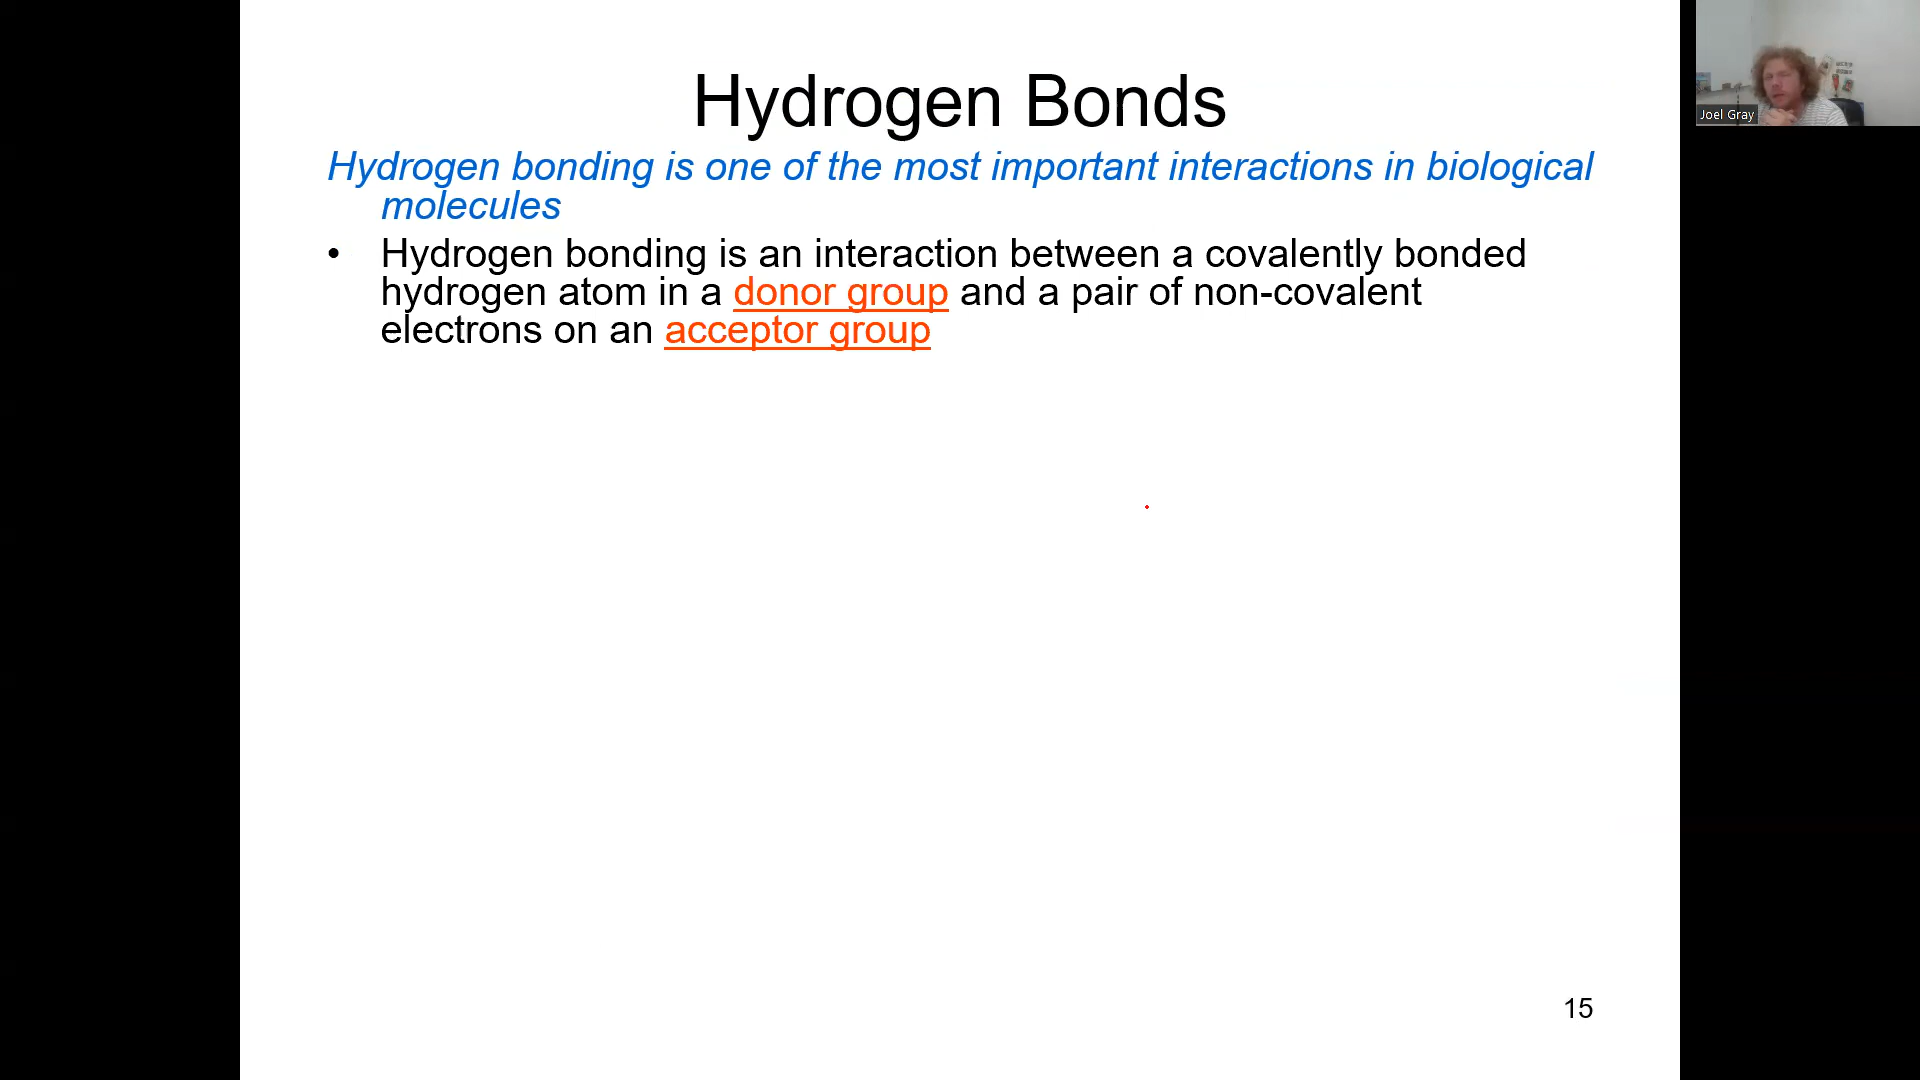 Hydrogen Bonds
Hydrogen bonding is one of the most important interactions in biological
molecules
• Hydrogen bonding is an interaction between a covalently bonded
hydrogen atom in a donor group and a pair of non-covalent
electrons on an acceptor group
15
Joel Gray